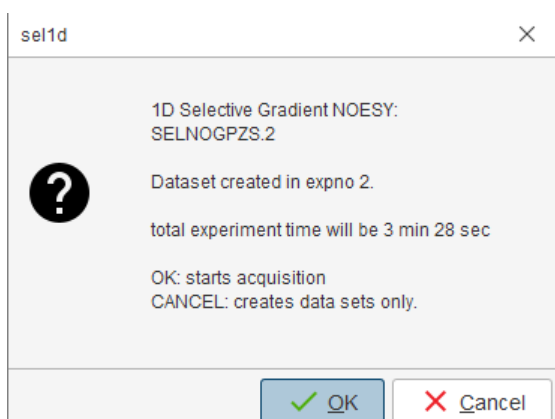 sel1d
1D Selective Gradient NOESY:
SELNOGPZS.2
Dataset created in expno 2.
total experiment time will be 3 min 28 sec
OK: starts acquisition
CANCEL: creates data sets only.
OK
Cancel